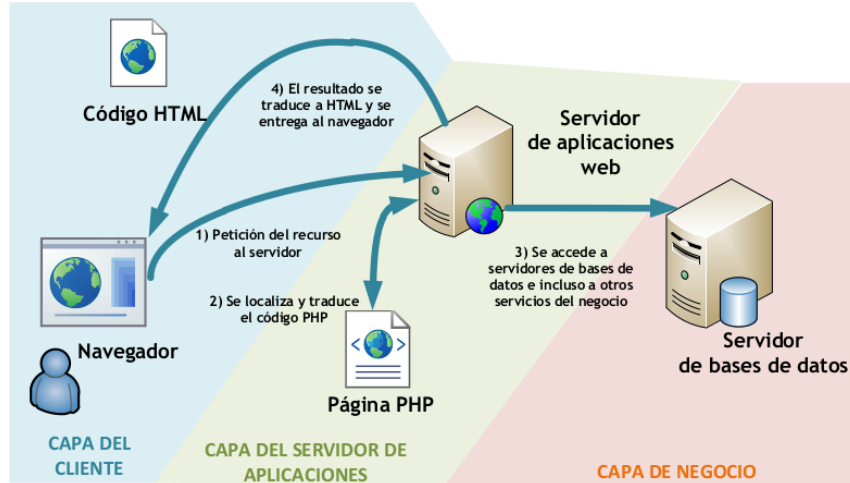 Código HTML
4) El resultado se
traduce a HTML y se
entrega al navegador
Servidor
de aplicaciones
web
1) Petición del recurso
al servidor
3) Se accede a
servidores de bases de
datos e incluso a otros
servicios del negocio
2) Se localiza y traduce
el código PHP
Navegador
Página PHP
Servidor
de bases de datos
CAPA DEL
CLIENTE
CAPA DEL SERVIDOR DE
APLICACIONES
CAPA DE NEGOCIO